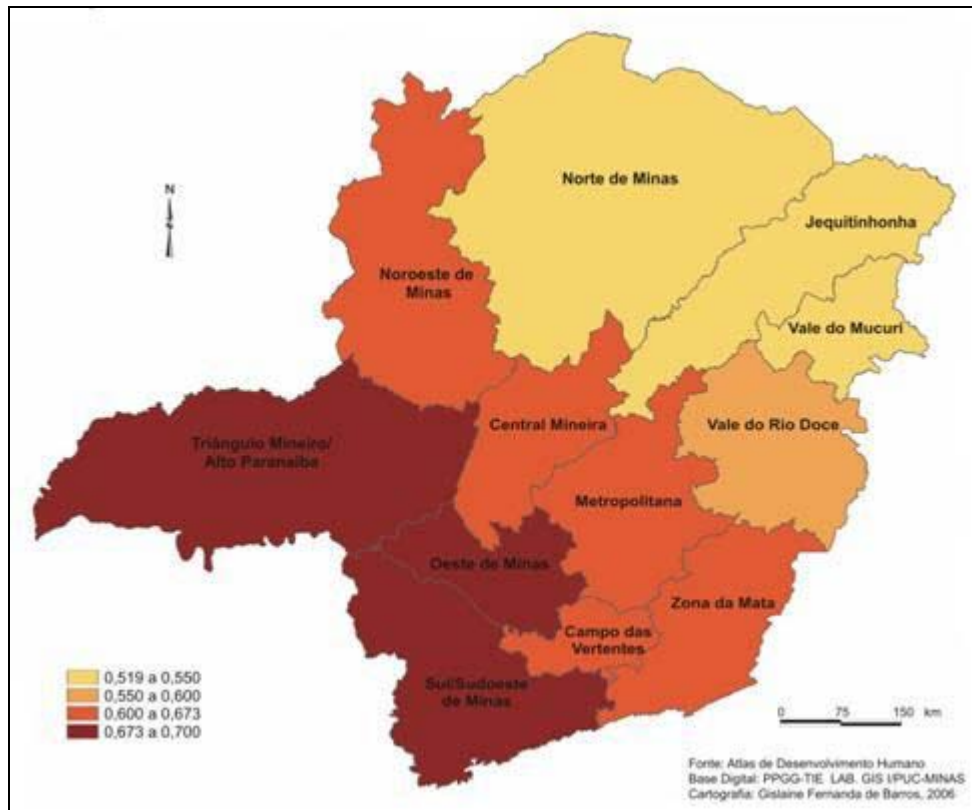 Norte de Minas
Jequitinhonha
N
Noroeste de
Minas
Vale do Mucuri
Central Mineira
Vale do Rio Doce
Triângulo Mineiro/
Alto Paranaíba
Metropolitana
Oeste de Minas
Zona da Mata
Campo das
Vertentes
Sul/Sudoeste
de Minas
0,519 a 0,550
0,550 a 0,600
0,600 a 0,673
0,673 a 0,700
0 75 150 km
Fonte: Atlas de Desenvolvimento Humano
Base Digital: PPGG-TIE LAB. GIS I/PUC-MINAS
Cartografia: Gislaine Fernanda de Barros, 2006